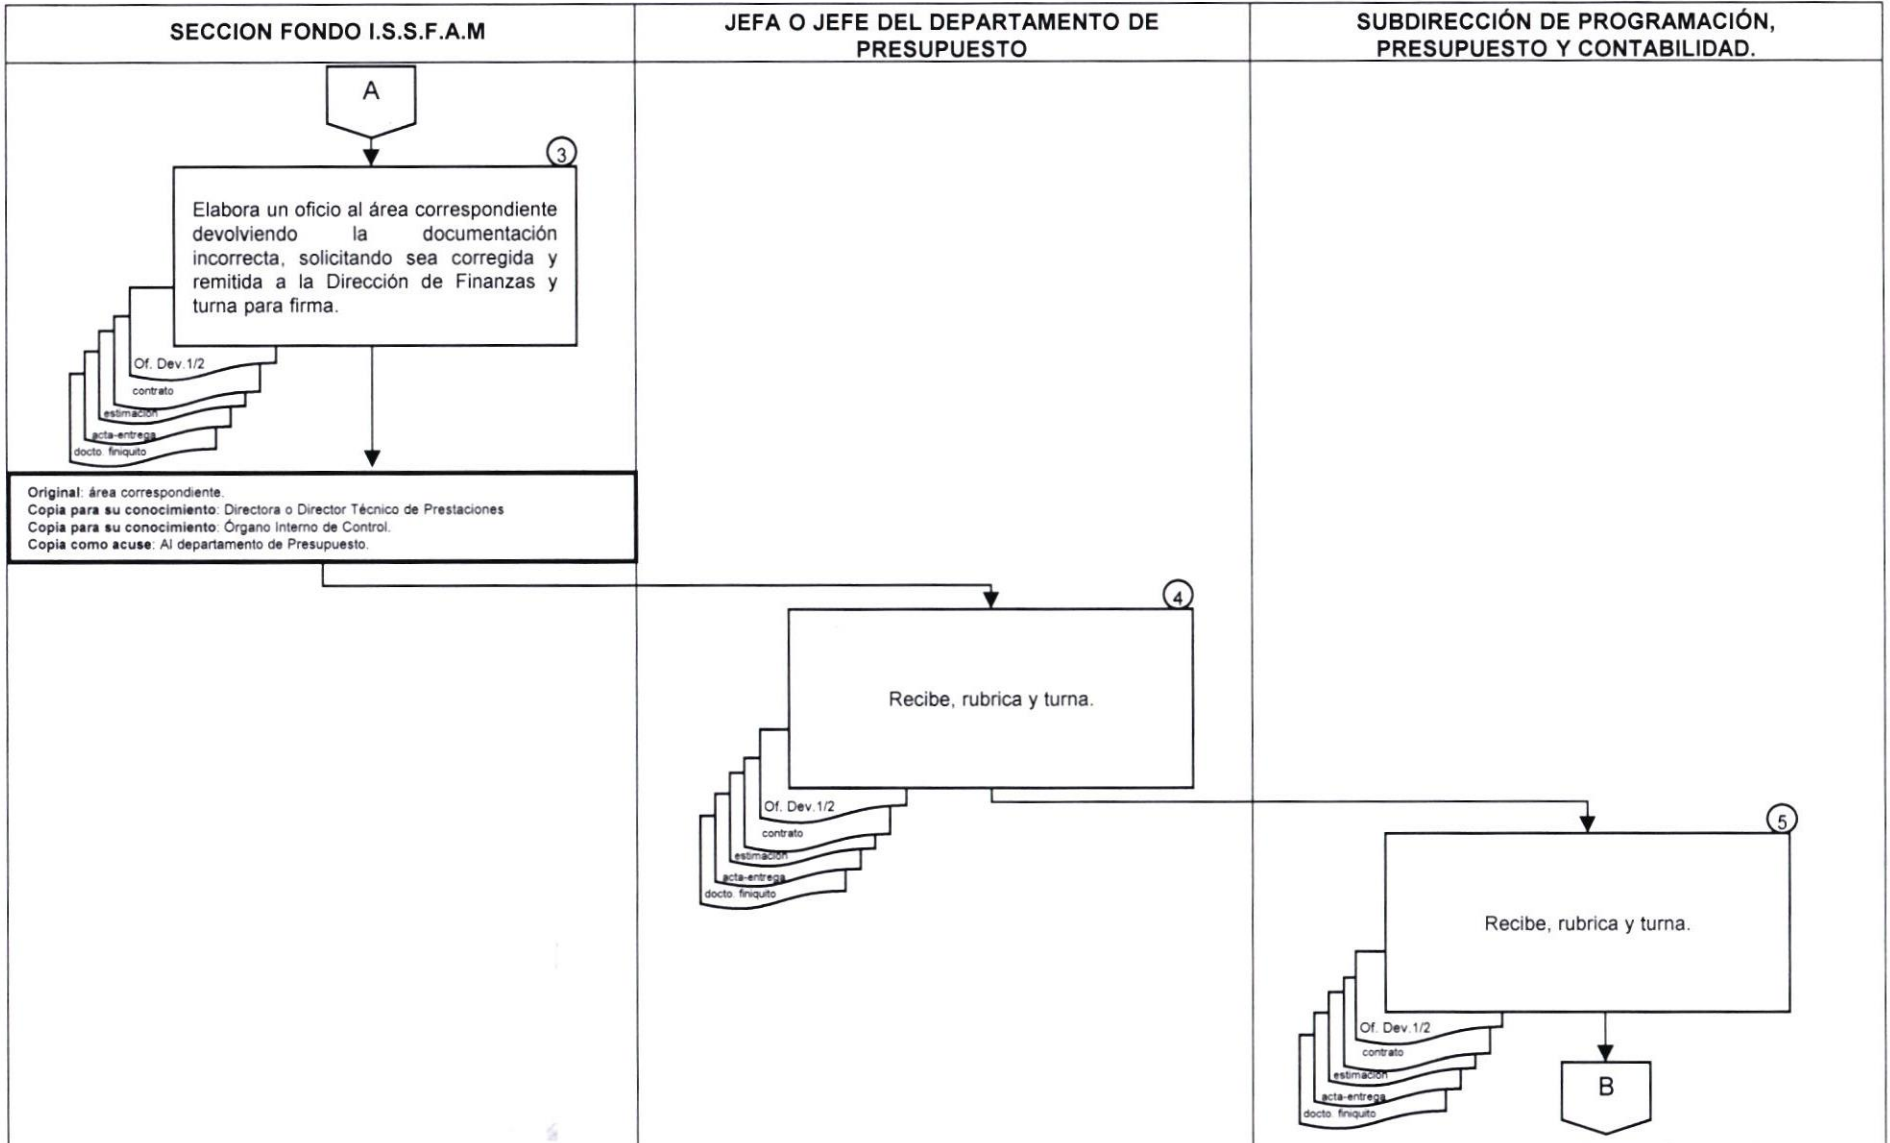 SECCION FONDO I.S.S.F.A.M
JEFA O JEFE DEL DEPARTAMENTO DE
PRESUPUESTO
SUBDIRECCIÓN DE PROGRAMACIÓN,
PRESUPUESTO Y CONTABILIDAD.
A
3
Elabora un oficio al área correspondiente
devolviendo la documentación
incorrecta, solicitando sea corregida y
remitida a la Dirección de Finanzas y
turna para firma.
Of. Dev.1/2
contrato
estimación
acta-entrega
docto. finiquito
Original: área correspondiente.
Copia para su conocimiento: Directora o Director Técnico de Prestaciones
Copia para su conocimiento: Órgano Interno de Control.
Copia como acuse: Al departamento de Presupuesto.
4
Recibe, rubrica y turna.
Of. Dev.1/2
contrato
estimación
acta-entrega
docto. finiquito
5
Recibe, rubrica y turna.
Of. Dev.1/2
contrato
estimación
acta-entrega
docto. finiquito
B